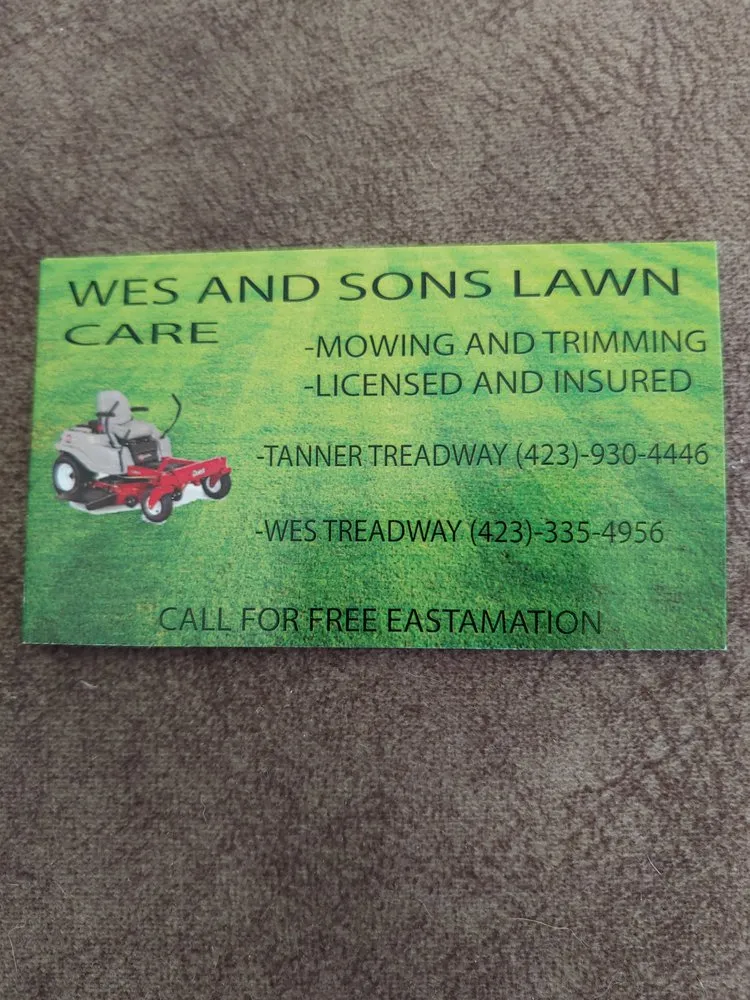 WES AND SONS LAWN
CARE
-MOWING AND TRIMMING
-LICENSED AND INSURED
-TANNER TREADWAY (423)-930-4446
-WES TREADWAY (423)-335-4956
CALL FOR FREE EASTAMATION